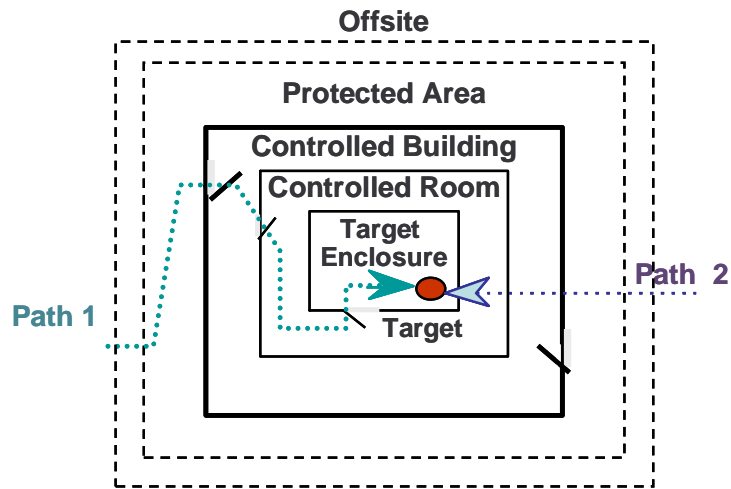 Offsite
Protected Area
Controlled Building
Controlled Room
Target
Enclosure
Path 2
Path 1
Target